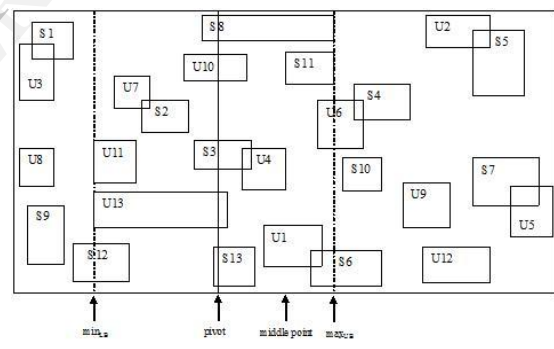 S8
U2
S1
S5
U10
S11
U3
U7
S4
S2
U6
U11
S3
U4
U8
S10
S7
U9
U13
U5
S9
U1
S12
S13
S6
U12
min
pivot
middle point
max